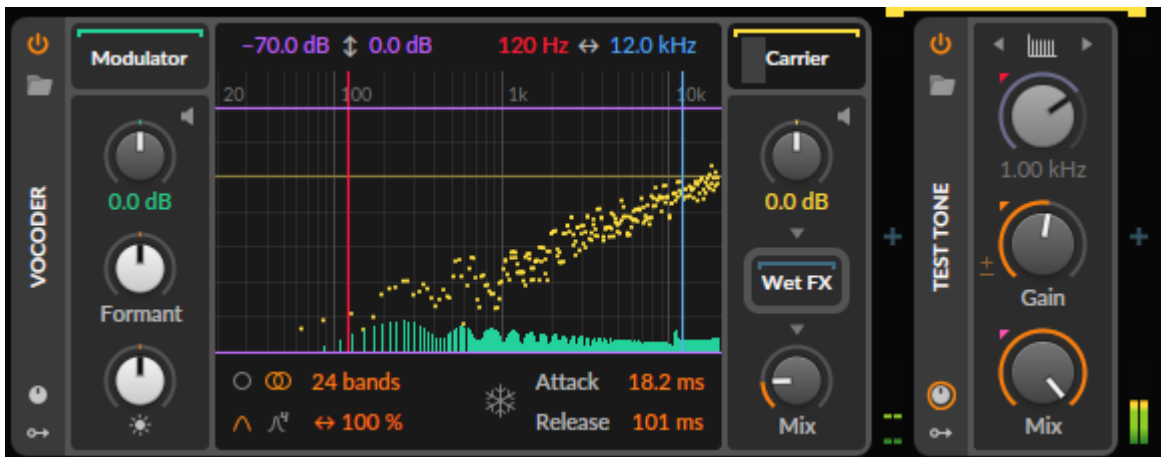 VOCODER
Modulator
0.0 dB
Formant
−70.0 dB ↕ 0.0 dB 120 Hz ↔ 12.0 kHz
20 100 1k 10k
24 bands Attack 18.2 ms
↔ 100 % Release 101 ms
Carrier
0.0 dB
Wet FX
Mix
TEST TONE
1.00 kHz
±
Gain
Mix